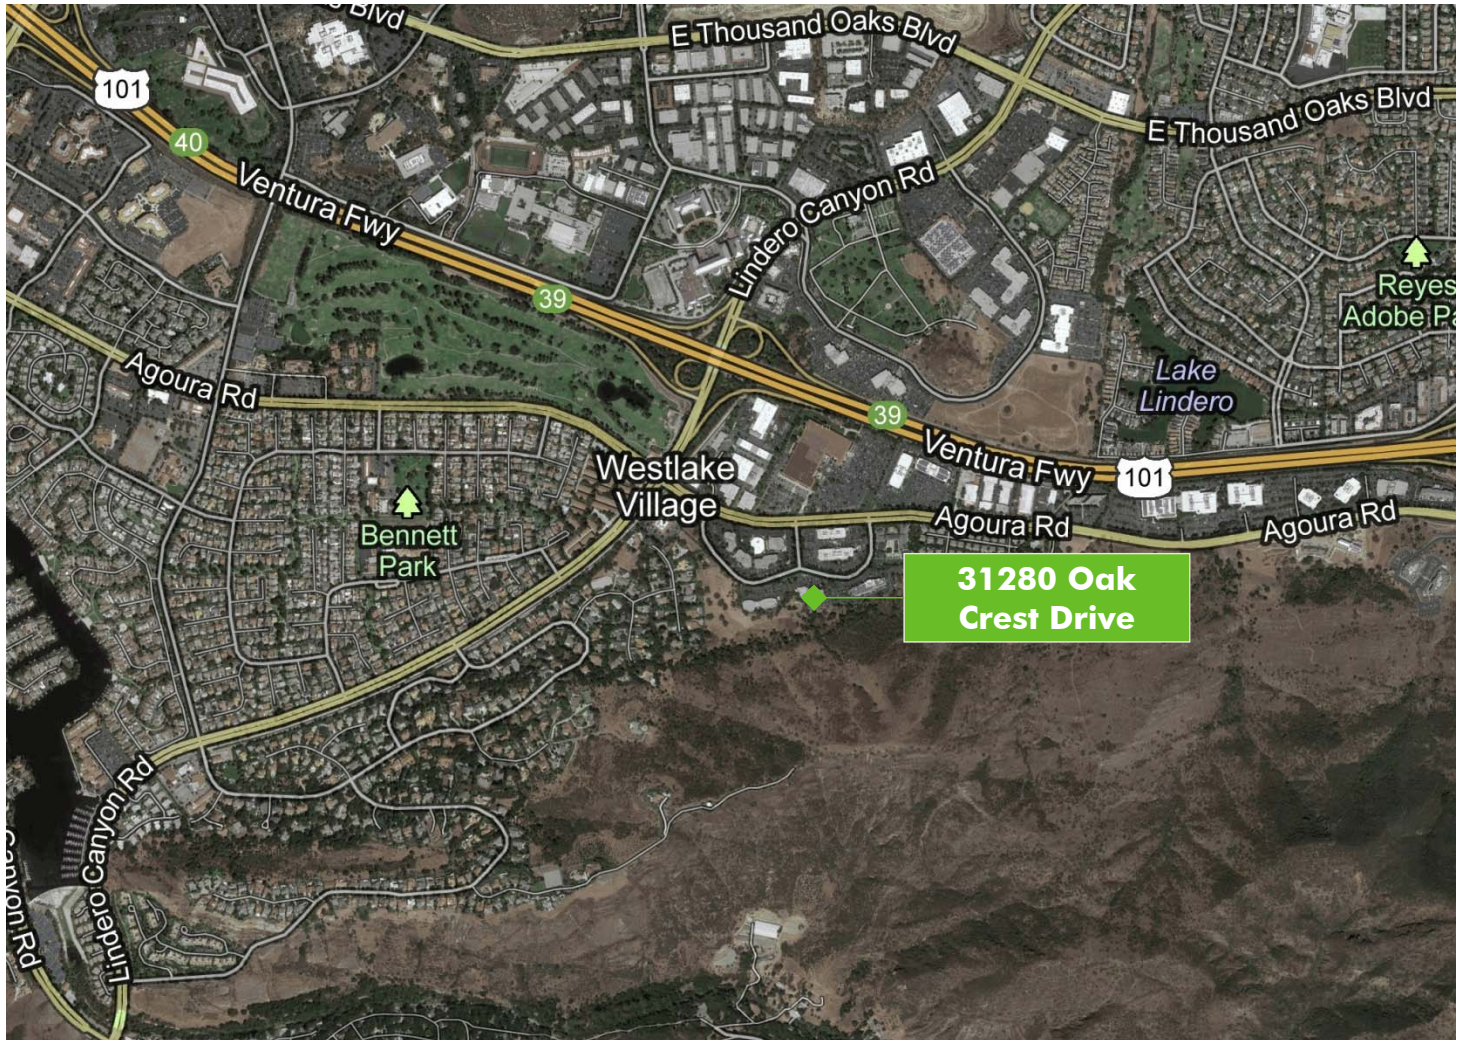 s Blvd
E Thousand Oaks Blvd
101
E Thousand Oaks Blvd
40
Ventura Fwy
Lindero Canyon Rd
Reyes
Adobe Pa
39
Agoura Rd
Lake
Lindero
39
Ventura Fwy
101
Westlake
Village
Bennett
Park
Agoura Rd
Agoura Rd
31280 Oak
Crest Drive
Lindero Canyon Rd
Canyon Rd